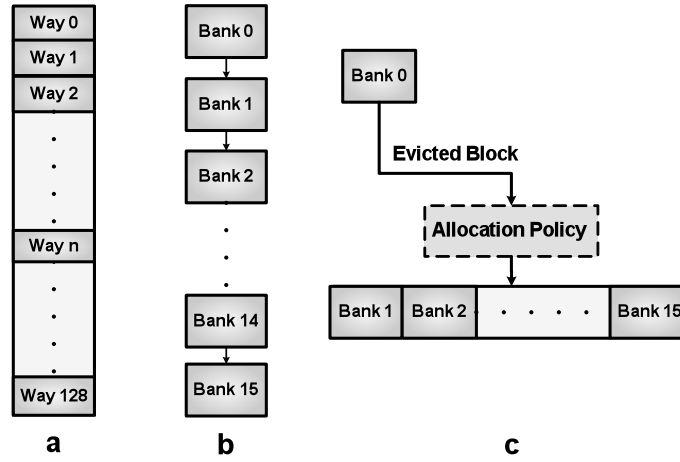 Way 0
Way 1
Way 2
Way n
Way 128
a
Bank 0
Bank 1
Bank 2
Bank 14
Bank 15
b
Bank 0
Evicted Block
Allocation Policy
Bank 1
Bank 2
Bank 15
c